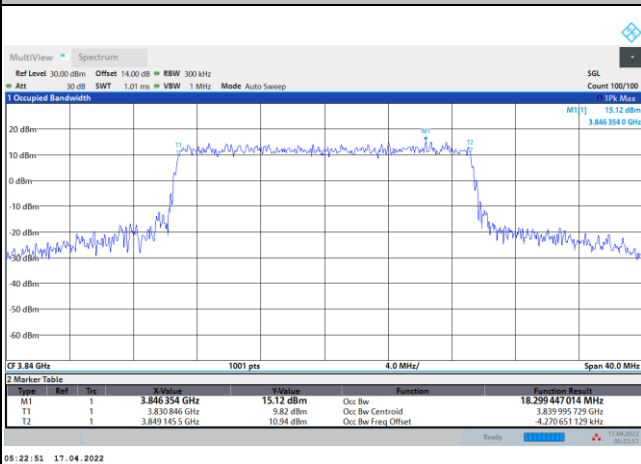 MultiView Spectrum
Ref Level 30.00 dBm Offset 14.00 dB RBW 300 kHz SGL
Att 30 dB SWT 1.01 ms VBW 1 MHz Mode Auto Sweep Count 100/100
1 Occupied Bandwidth 1Pk Max
M1[1] 15.12 dBm
3.846 354 0 GHz
M1
T1 T2
20 dBm
10 dBm
0 dBm
-10 dBm
-20 dBm
-30 dBm
-40 dBm
-50 dBm
-60 dBm
CF 3.84 GHz 1001 pts 4.0 MHz/ Span 40.0 MHz
2 Marker Table
Type Ref Trc X-Value Y-Value Function Function Result
M1 1 3.846 354 GHz 15.12 dBm Occ Bw 18.299 447 014 MHz
T1 1 3.830 846 GHz 9.82 dBm Occ Bw Centroid 3.839 995 729 GHz
T2 1 3.849 145 5 GHz 10.94 dBm Occ Bw Freq Offset -4.270 651 129 kHz
Ready 17.04.2022
05:22:51
05:22:51 17.04.2022